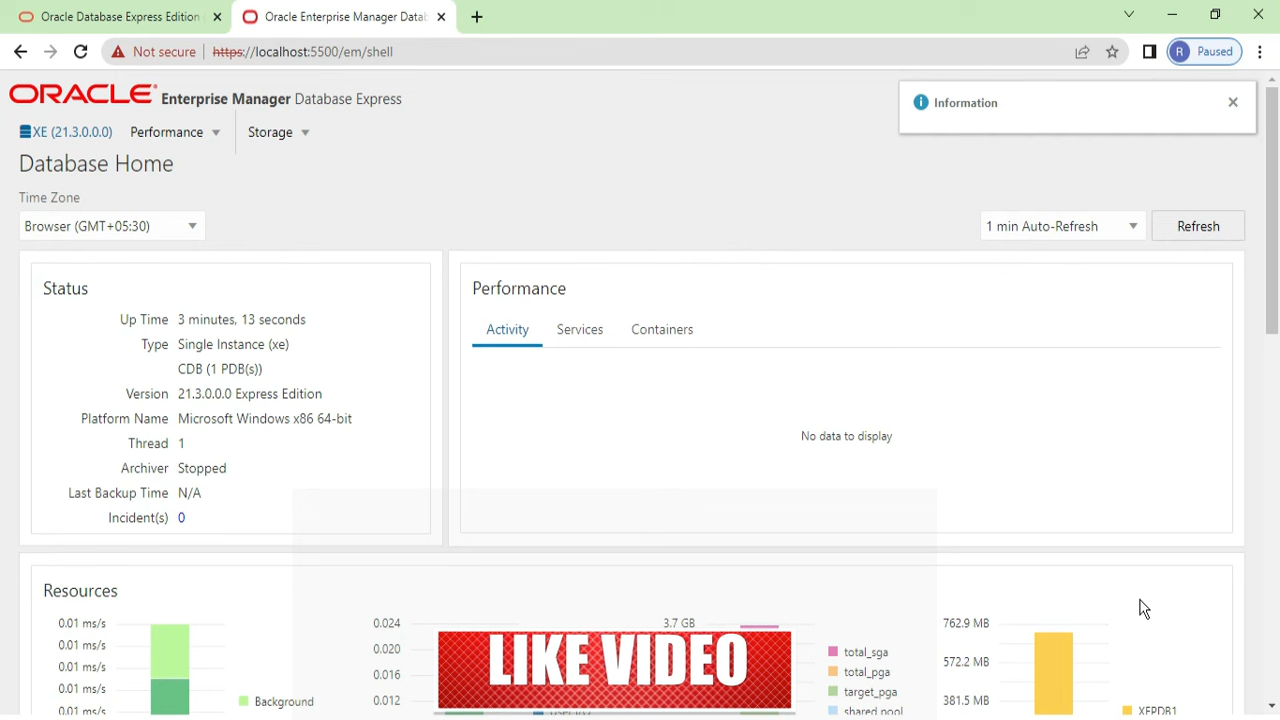 Oracle Database Express Edition
Oracle Enterprise Manager Datab
Not secure
https://localhost:5500/em/shell
R
Paused
ORACLE Enterprise Manager Database Express
Information
XE (21.3.0.0.0)
Performance
Storage
Database Home
Time Zone
Browser (GMT+05:30)
1 min Auto-Refresh
Refresh
Status
Up Time 3 minutes, 13 seconds
Type Single Instance (xe)
CDB (1 PDB(s))
Version 21.3.0.0.0 Express Edition
Platform Name Microsoft Windows x86 64-bit
Thread 1
Archiver Stopped
Last Backup Time N/A
Incident(s) 0
Performance
Activity
Services
Containers
No data to display
Resources
0.01 ms/s
0.01 ms/s
0.01 ms/s
0.01 ms/s
0.01 ms/s
Background
0.024
0.020
0.016
0.012
3.7 GB
LIKE VIDEO
total_sga
total_pga
target_pga
shared pool
762.9 MB
572.2 MB
381.5 MB
XEPDB1